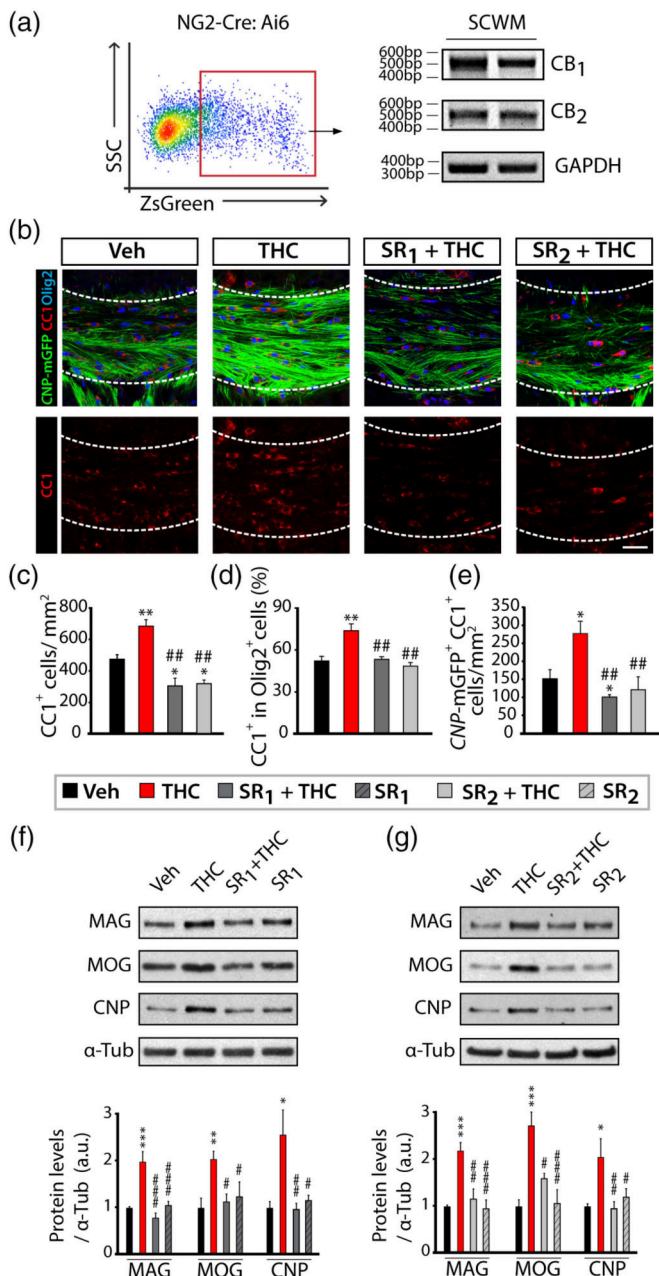 (a)
NG2-Cre: Ai6
SSC
ZsGreen
SCWM
600bp
500bp
400bp
CB1
600bp
500bp
400bp
CB2
400bp
300bp
GAPDH
(b)
Veh THC SR1 + THC SR2 + THC
CNP-mGFP CC1 Olig2
CC1
(c)
CC1+ cells/ mm2
800
600
400
200
0
**
##
*
##
*
(d)
CC1+ in Olig2+ cells (%)
90
60
30
0
**
##
##
(e)
CNP-mGFP+ CC1+
cells/mm2
350
300
250
200
150
100
50
0
*
##
*
##
Veh THC SR1 + THC SR1 SR2 + THC SR2
(f)
Veh THC SR1+THC SR1
MAG
MOG
CNP
α-Tub
Protein levels
/ α-Tub (a.u.)
3
2
1
0
***
###
##
**
#
#
*
##
#
MAG MOG CNP
(g)
Veh THC SR2+THC SR2
MAG
MOG
CNP
α-Tub
Protein levels
/ α-Tub (a.u.)
3
2
1
0
***
##
###
***
#
###
*
##
#
MAG MOG CNP